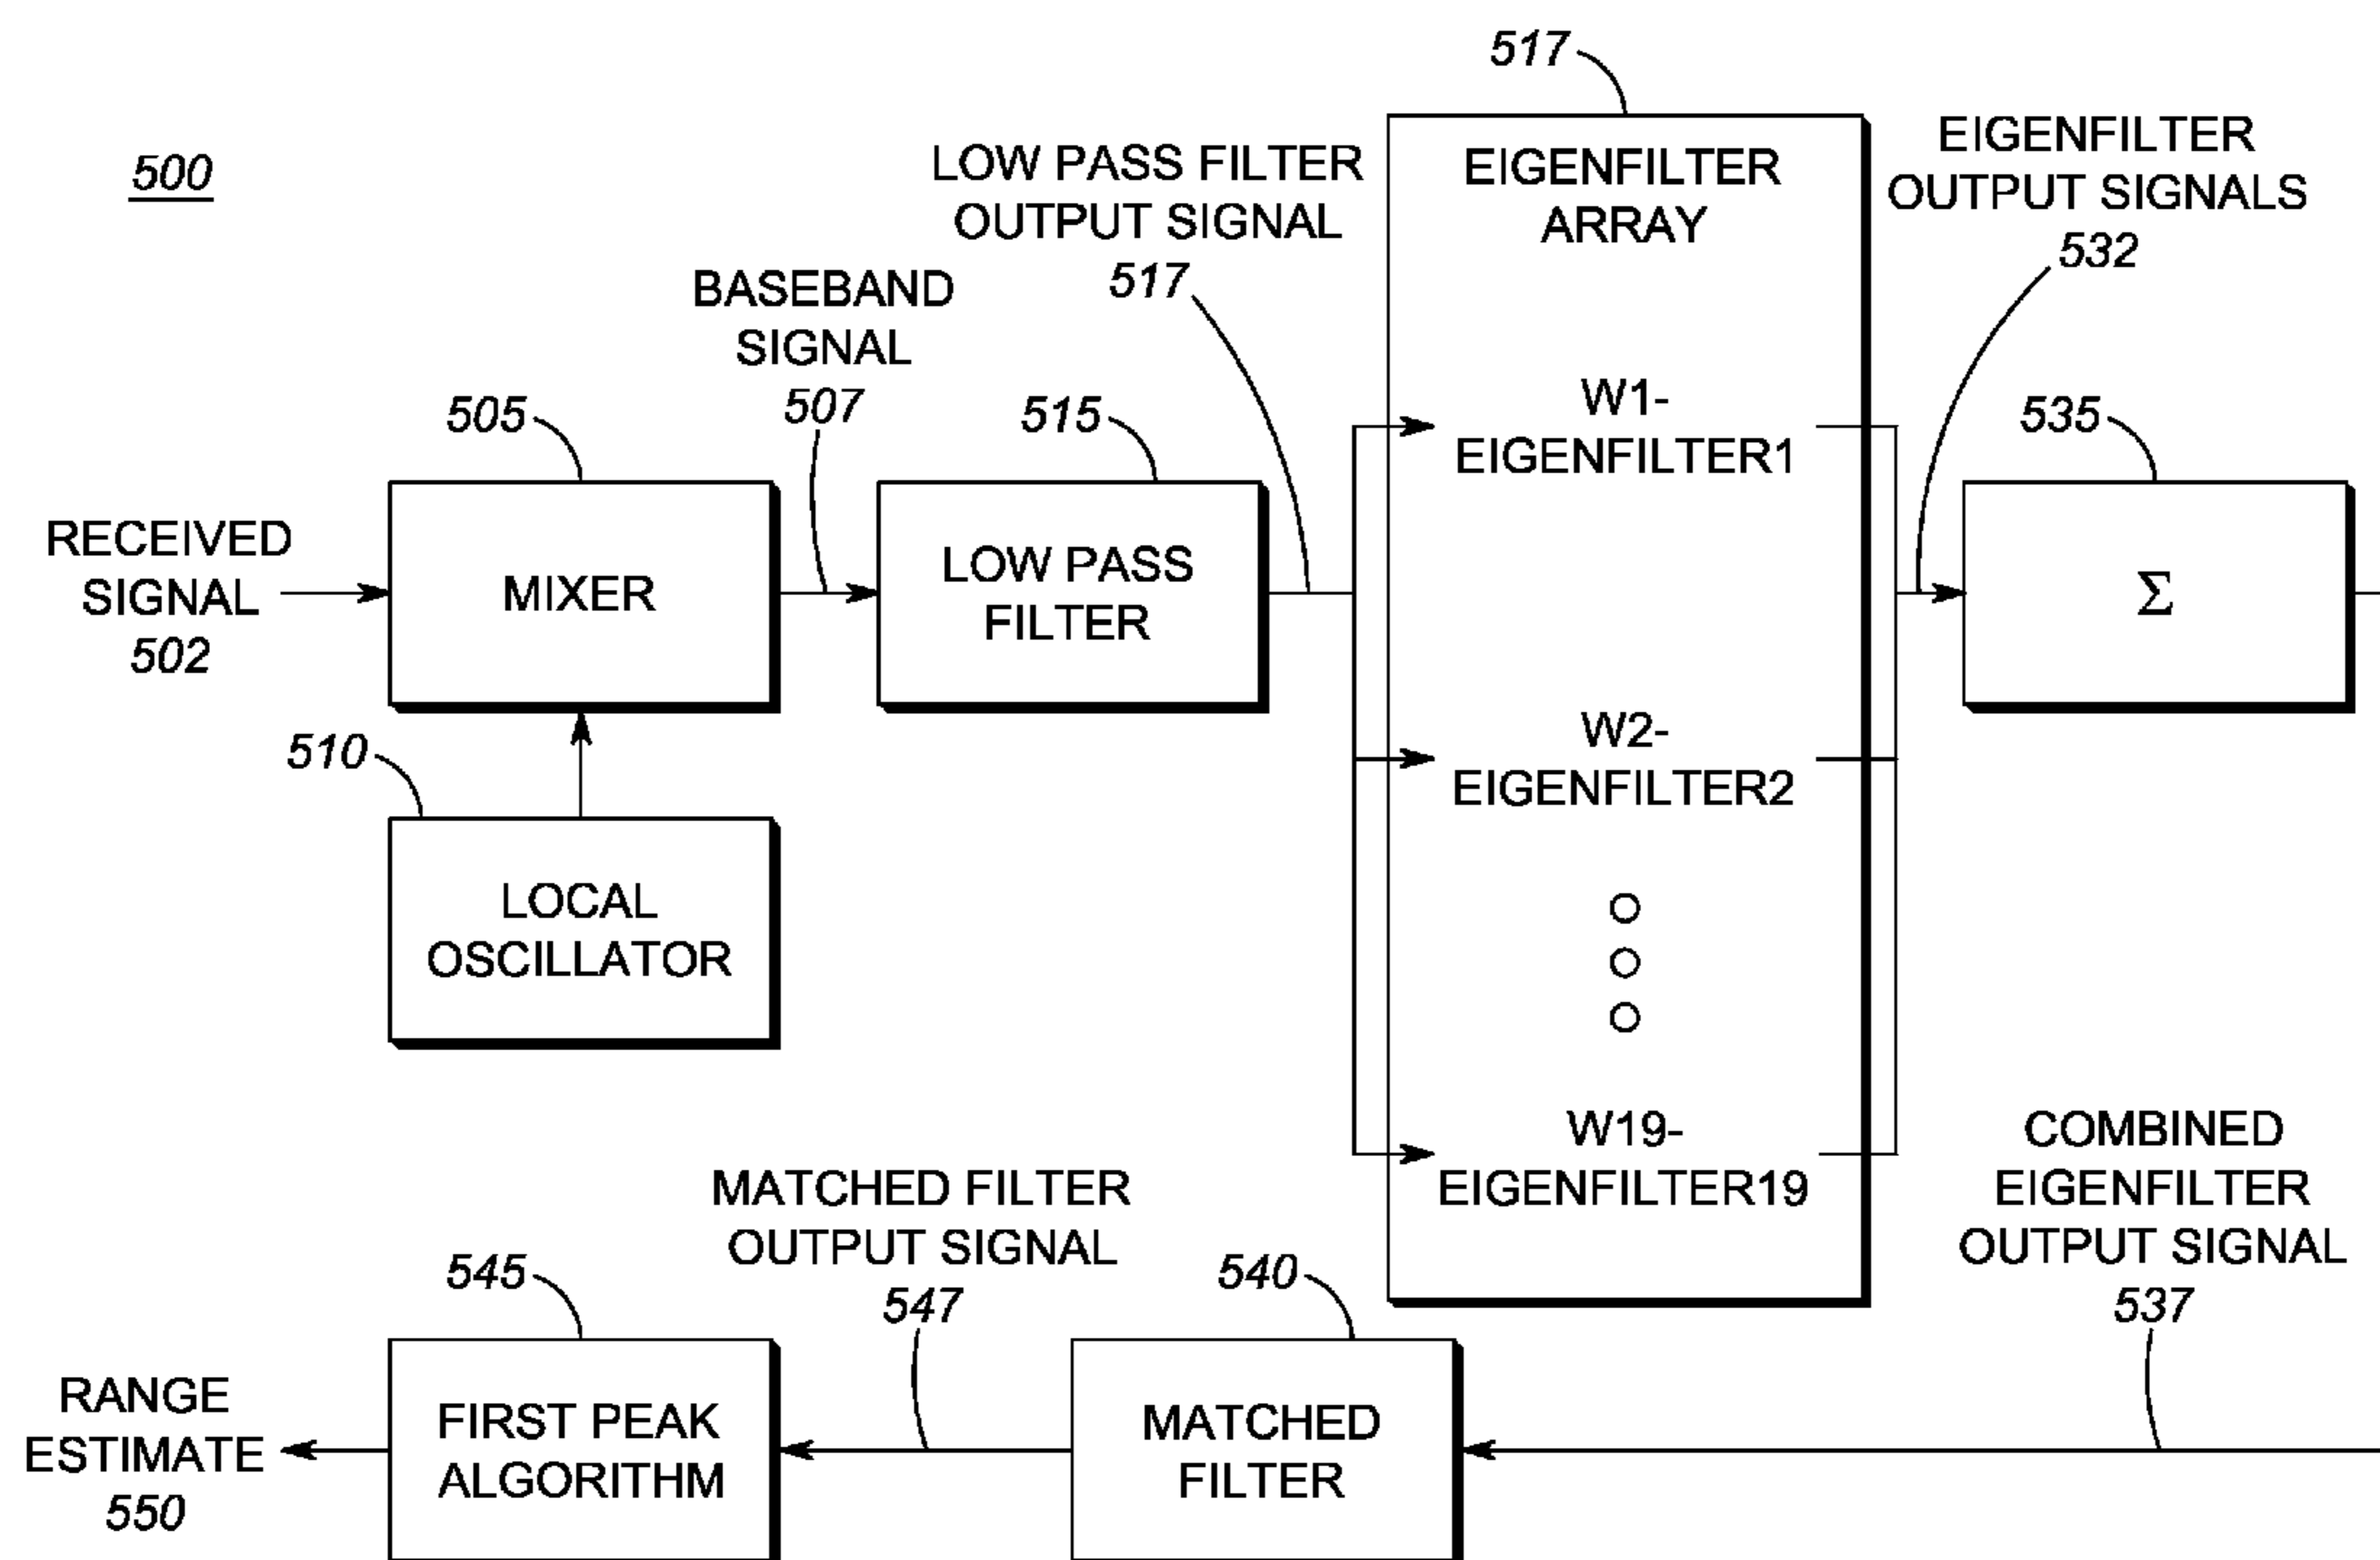 500
517
LOW PASS FILTER
OUTPUT SIGNAL
517
EIGENFILTER
ARRAY
EIGENFILTER
OUTPUT SIGNALS
532
BASEBAND
SIGNAL
507
505
515
W1-
EIGENFILTER1
535
RECEIVED
SIGNAL
502
MIXER
LOW PASS
FILTER
Σ
510
W2-
EIGENFILTER2
LOCAL
OSCILLATOR
W19-
EIGENFILTER19
COMBINED
EIGENFILTER
OUTPUT SIGNAL
537
MATCHED FILTER
OUTPUT SIGNAL
547
545
540
RANGE
ESTIMATE
550
FIRST PEAK
ALGORITHM
MATCHED
FILTER